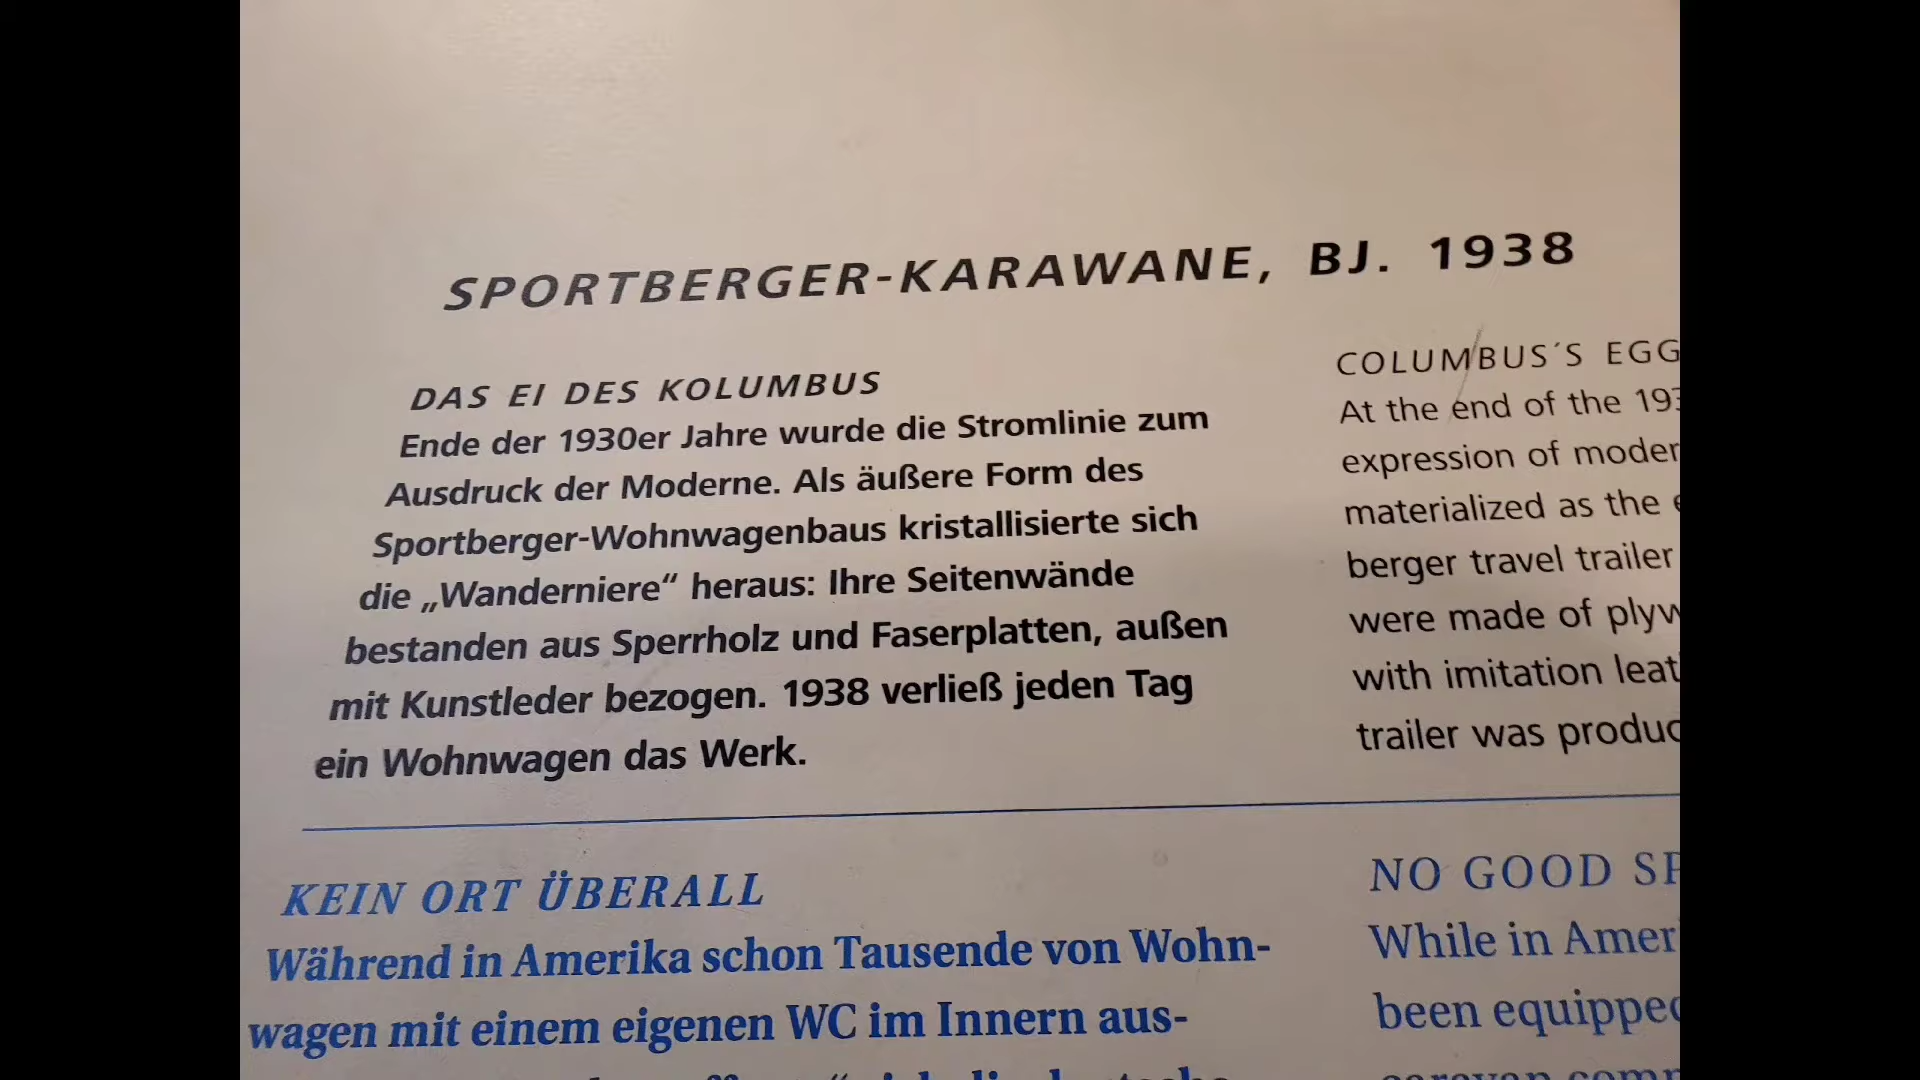 SPORTBERGER-KARAWANE, BJ. 1938
DAS EI DES KOLUMBUS
Ende der 1930er Jahre wurde die Stromlinie zum
Ausdruck der Moderne. Als äußere Form des
Sportberger-Wohnwagenbaus kristallisierte sich
die „Wanderniere“ heraus: Ihre Seitenwände
bestanden aus Sperrholz und Faserplatten, außen
mit Kunstleder bezogen. 1938 verließ jeden Tag
ein Wohnwagen das Werk.
COLUMBUS´S EGG
At the end of the
expression of
materialized as the
berger travel trailer
were made of
with imitation
trailer was
KEIN ORT ÜBERALL
Während in Amerika schon Tausende von Wohn-
wagen mit einem eigenen WC im Innern aus-
NO GOOD
While in
been